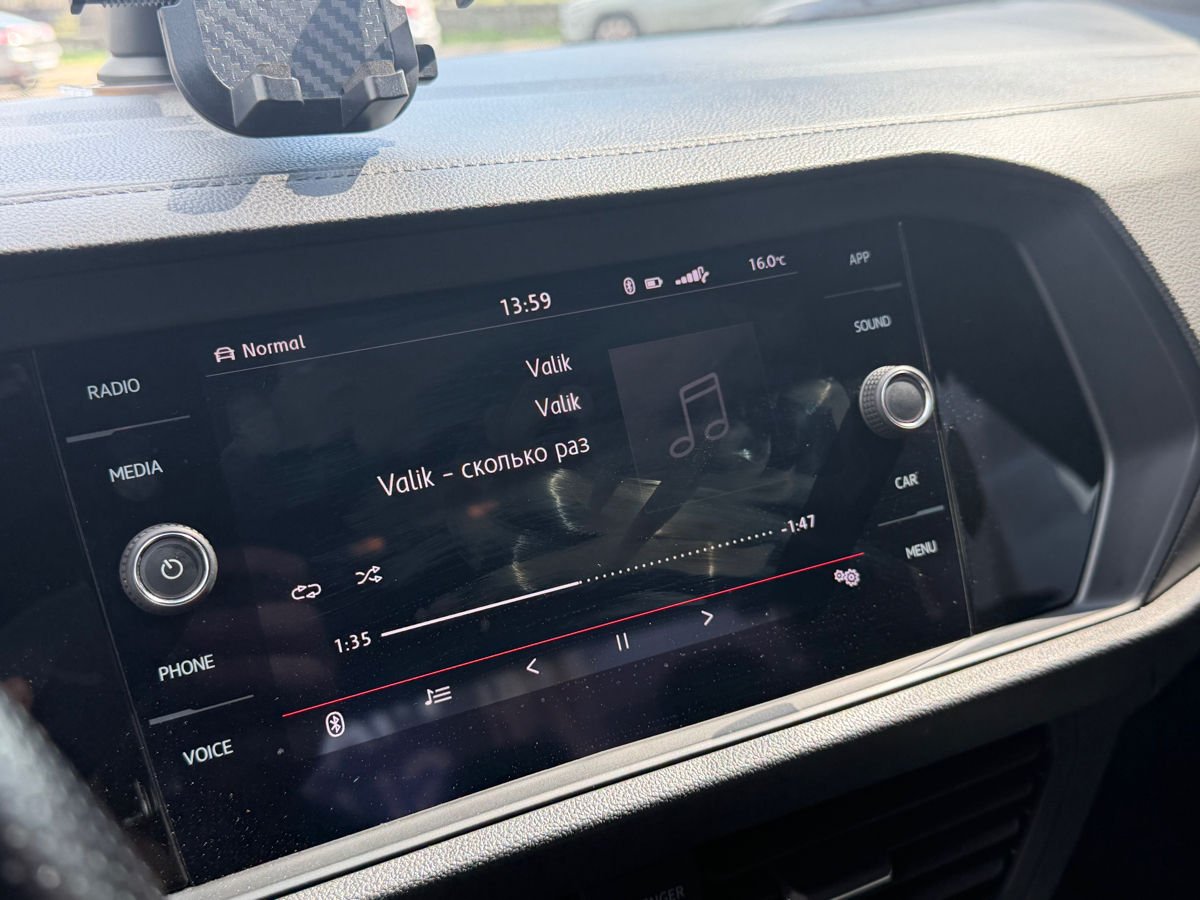 13:59
16.0°C
Normal
APP
SOUND
RADIO
MEDIA
PHONE
VOICE
Valik
Valik
Valik - сколько раз
1:35
-1:47
CAR
MENU